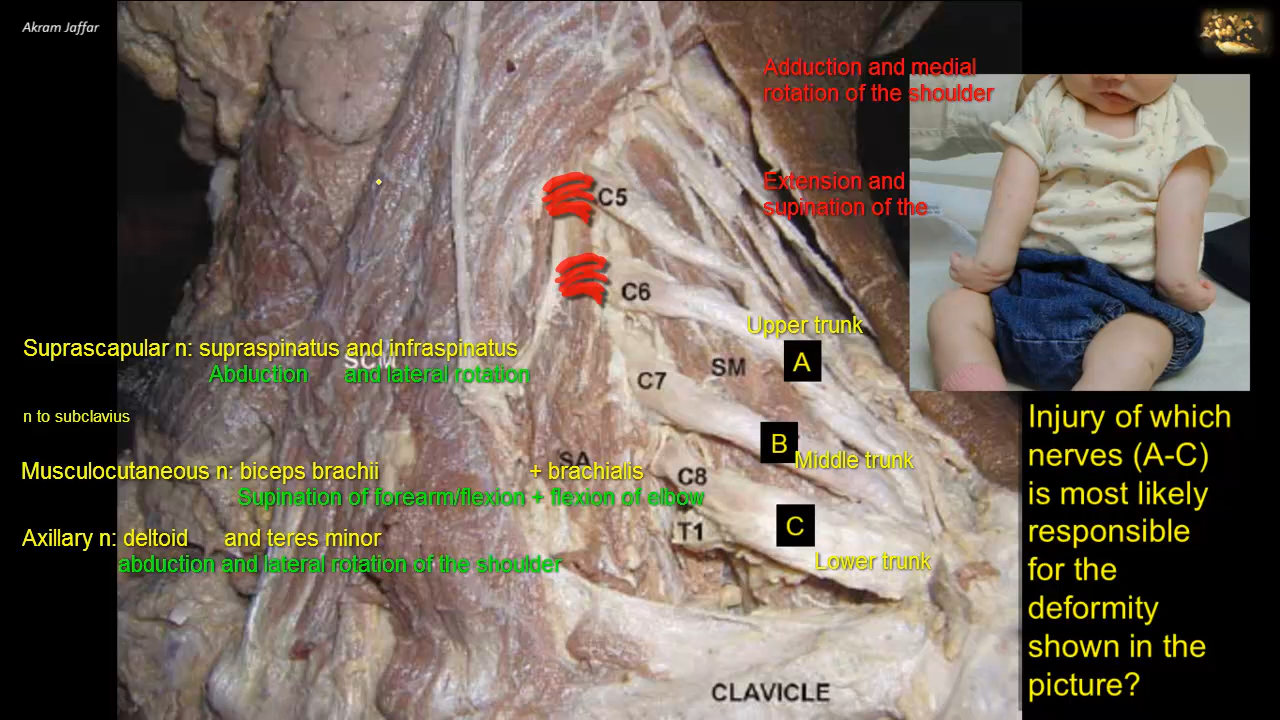 Akram Jaffar
Adduction and medial
rotation of the shoulder
Extension and
supination of the
C5
C6
Upper trunk
A
Suprascapular n: supraspinatus and infraspinatus
Abduction and lateral rotation
SCM
SM
C7
n to subclavius
B
Middle trunk
Musculocutaneous n: biceps brachii + brachialis
SA
Supination of forearm/flexion + flexion of elbow
C8
Axillary n: deltoid and teres minor
abduction and lateral rotation of the shoulder
T1
C
Lower trunk
CLAVICLE
Injury of which
nerves (A-C)
is most likely
responsible
for the
deformity
shown in the
picture?